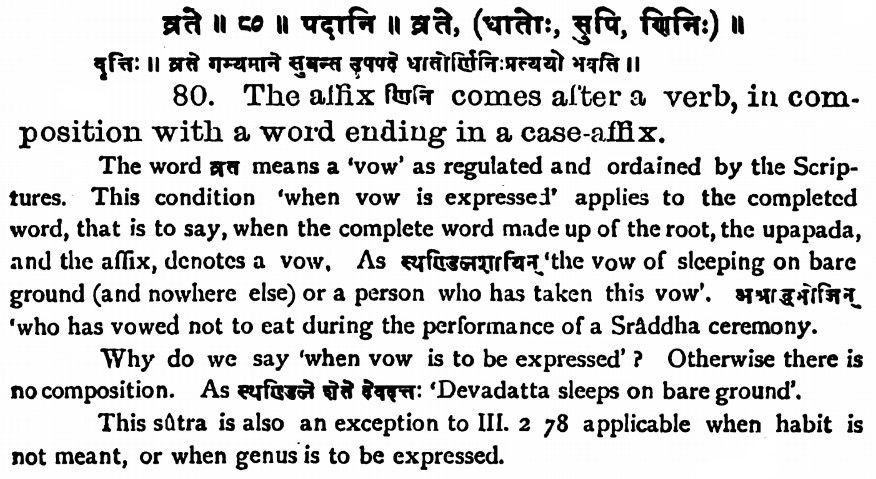 व्रते ॥ ८० ॥ पदानि ॥ व्रते, (धातोः, सुपि, णिनिः) ॥
वृत्तिः ॥ व्रते गम्यमाने सुबन्त उपपदे धातोर्णिनिःप्रत्ययो भवति ॥
80. The affix णिनि comes after a verb, in com-
position with a word ending in a case-affix.
The word व्रत means a 'vow' as regulated and ordained by the Scrip-
tures. This condition 'when vow is expressed' applies to the completed
word, that is to say, when the complete word made up of the root, the upapada,
and the affix, denotes a vow. As स्थण्डिलशायिन् 'the vow of sleeping on bare
ground (and nowhere else) or a person who has taken this vow'. अश्राद्धभोजिन्
'who has vowed not to eat during the performance of a Srâddha ceremony.
Why do we say 'when vow is to be expressed'? Otherwise there is
no composition. As स्थण्डिले शेते देवदत्तः 'Devadatta sleeps on bare ground'.
This sûtra is also an exception to III. 2 78 applicable when habit is
not meant, or when genus is to be expressed.